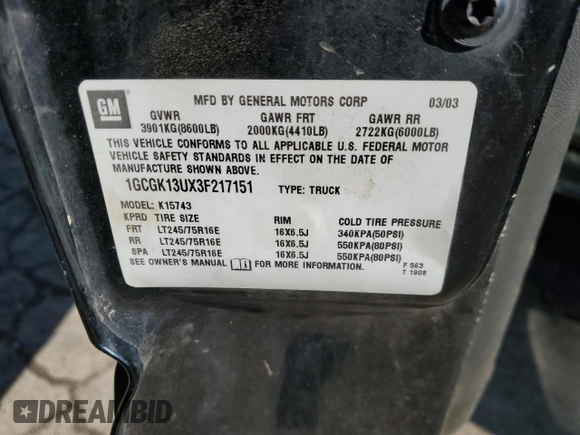 GM
MFD BY GENERAL MOTORS CORP 03/03
GVWR GAWR FRT GAWR RR
3901KG(8600LB) 2000KG(4410LB) 2722KG(6000LB)
THIS VEHICLE CONFORMS TO ALL APPLICABLE U.S. FEDERAL MOTOR
VEHICLE SAFETY STANDARDS IN EFFECT ON THE DATE OF
MANUFACTURE SHOWN ABOVE.
1GCGK13UX3F217151 TYPE: TRUCK
MODEL: K15743
KPRD TIRE SIZE RIM COLD TIRE PRESSURE
FRT LT245/75R16E 16X6.5J 340KPA(50PSI)
RR LT245/75R16E 16X6.5J 550KPA(80PSI)
SPA LT245/75R16E 16X6.5J 550KPA(80PSI)
SEE OWNER'S MANUAL FOR MORE INFORMATION. F 563
T 1908
DREAMBID